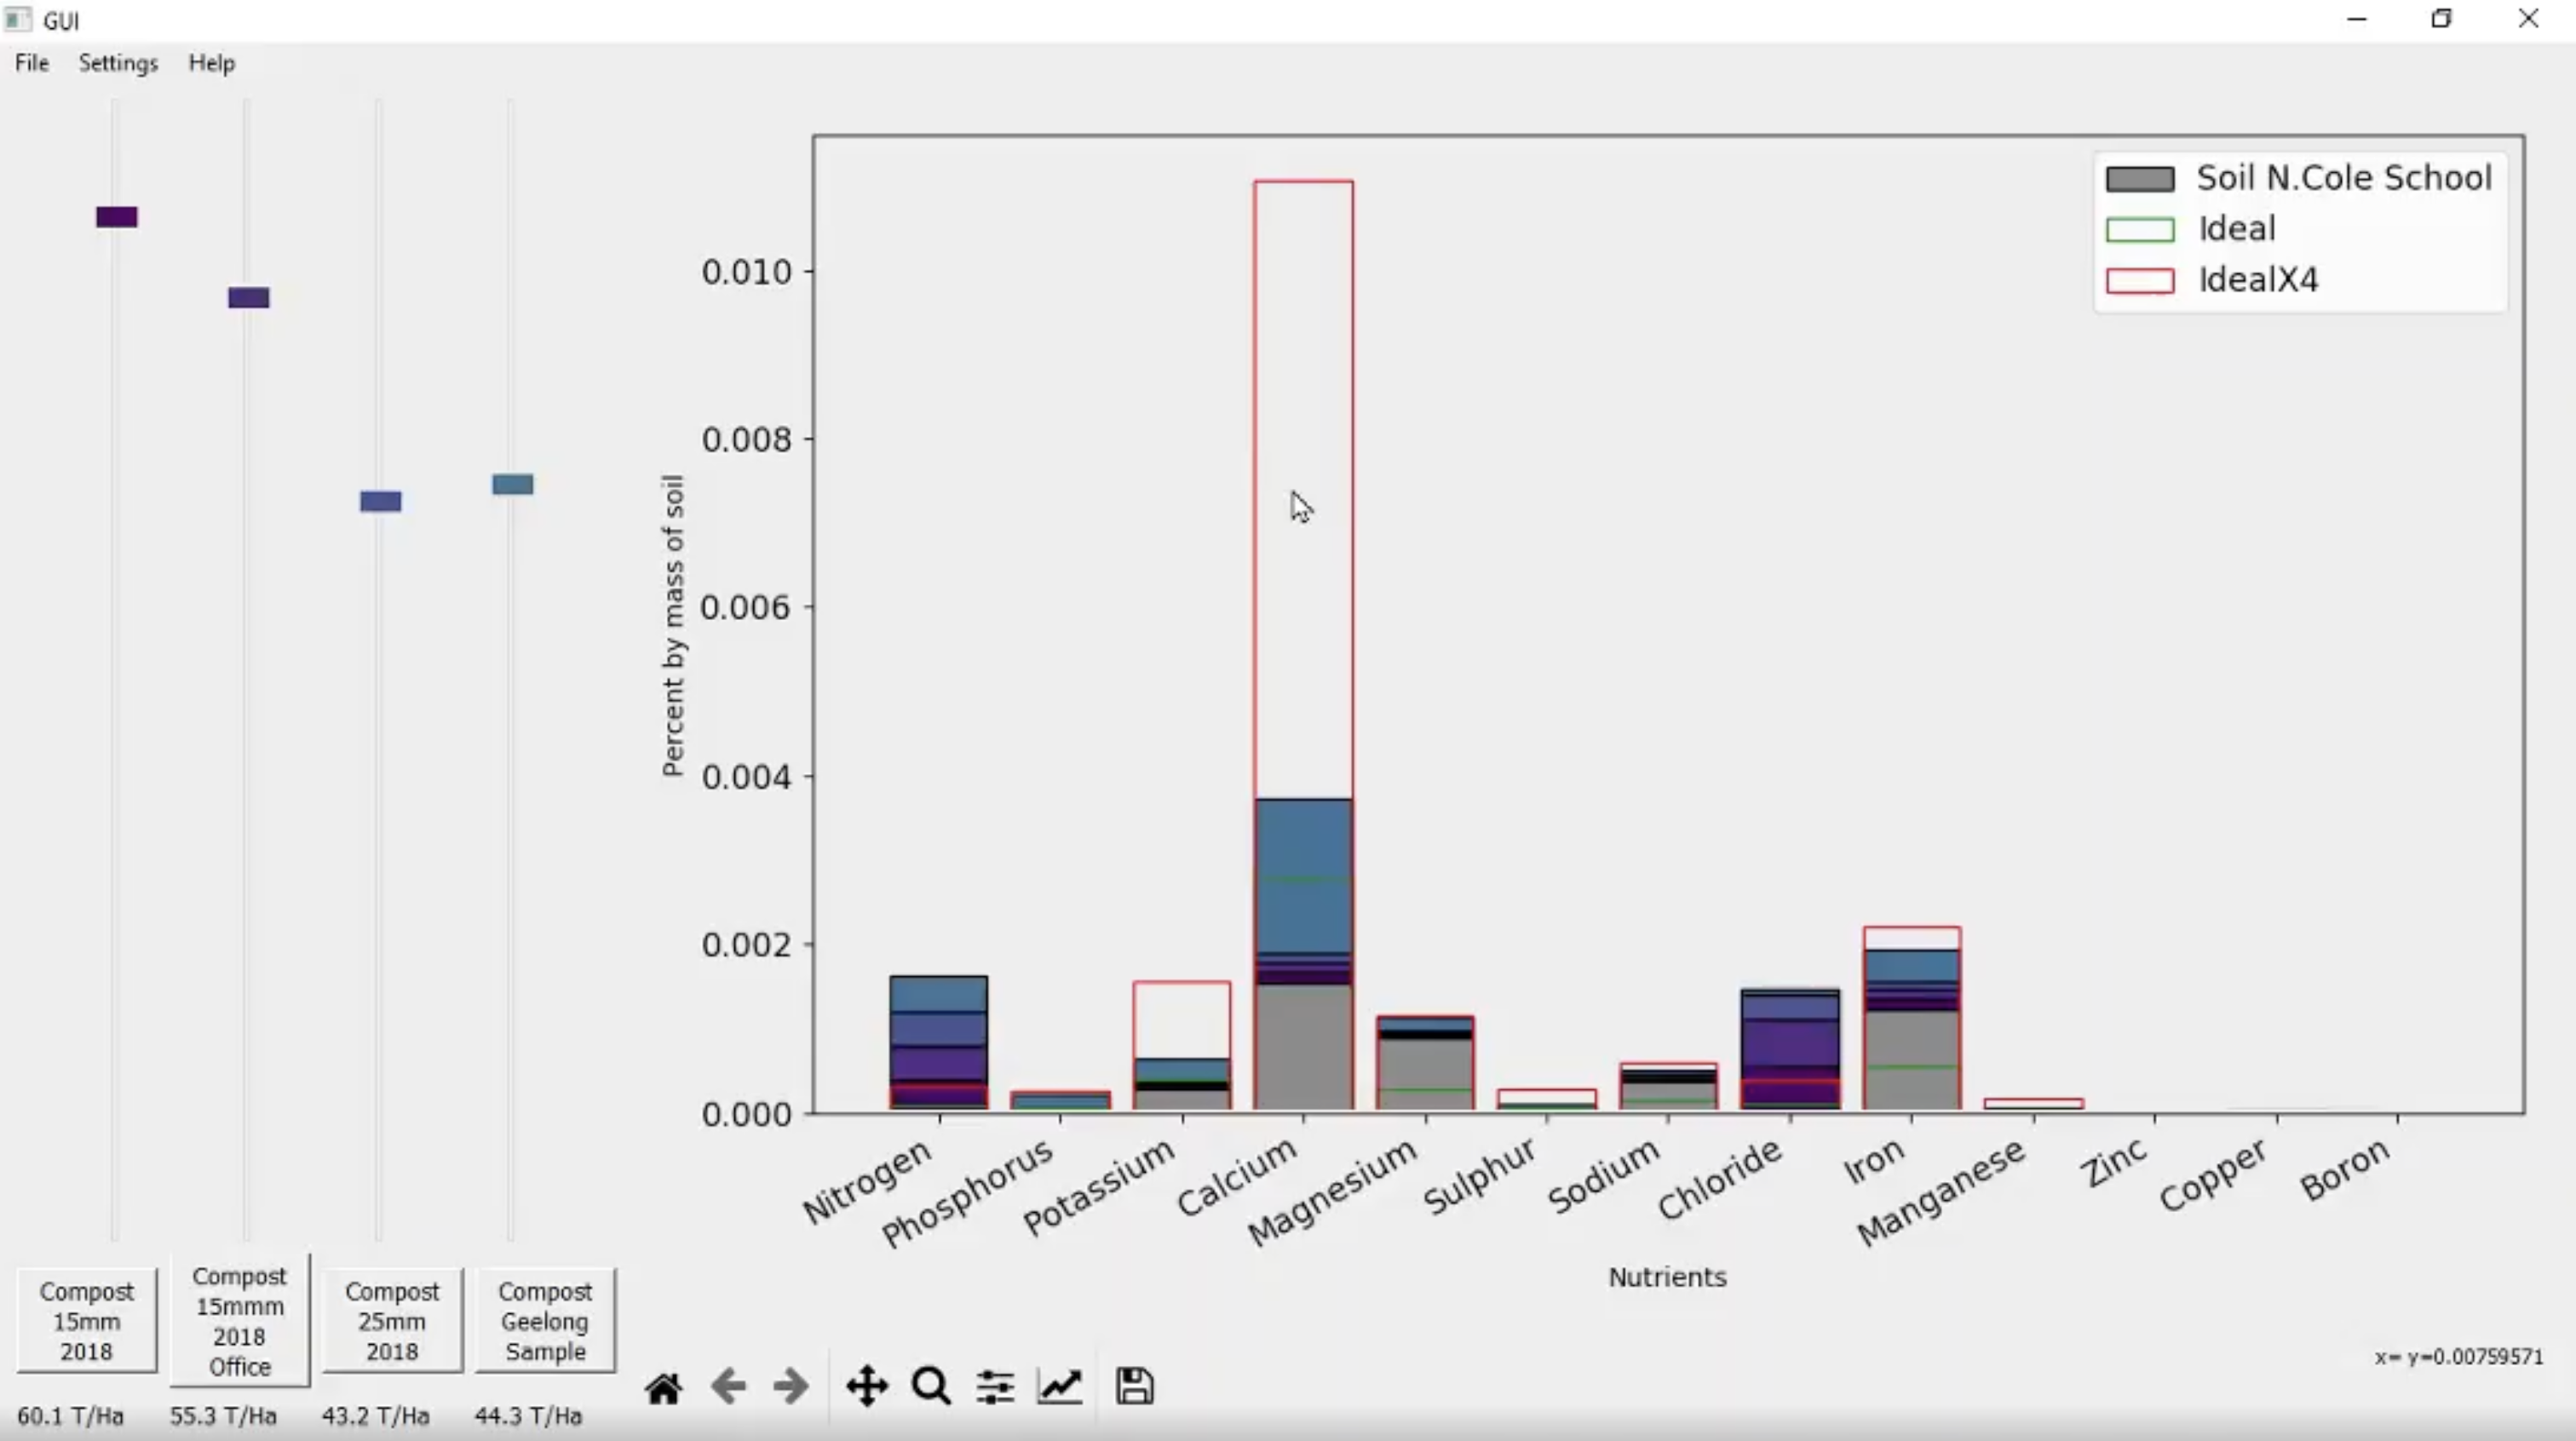 GUI
File Settings Help
Soil N.Cole School
Ideal
IdealX4
0.010
0.008
0.006
0.004
0.002
0.000
Percent by mass of soil
Nitrogen
Phosphorus
Potassium
Calcium
Magnesium
Sulphur
Sodium
Chloride
Iron
Manganese
Zinc
Copper
Boron
Nutrients
Compost
15mm
2018
Compost
15mmm
2018
Office
Compost
25mm
2018
Compost
Geelong
Sample
60.1 T/Ha
55.3 T/Ha
43.2 T/Ha
44.3 T/Ha
x= y=0.00759571